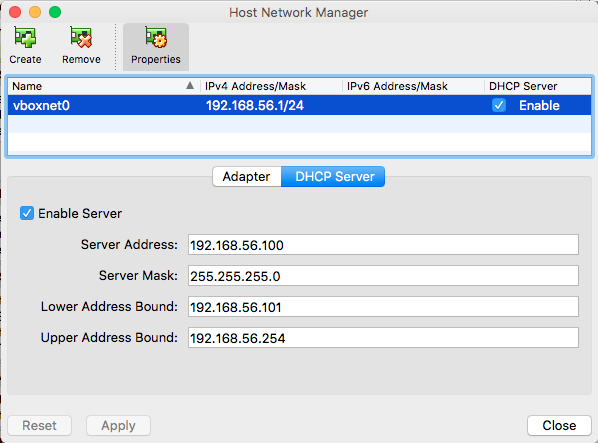 Host Network Manager
Create Remove Properties
Name IPv4 Address/Mask IPv6 Address/Mask DHCP Server
vboxnet0 192.168.56.1/24 Enable
Adapter DHCP Server
Enable Server
Server Address: 192.168.56.100
Server Mask: 255.255.255.0
Lower Address Bound: 192.168.56.101
Upper Address Bound: 192.168.56.254
Reset Apply Close